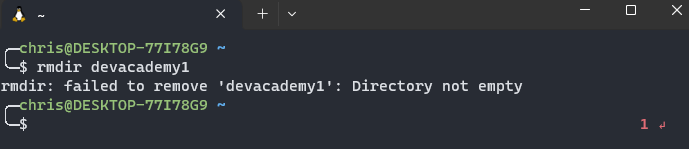 ~
chris@DESKTOP-77I78G9 ~
$ rmdir devacademy1
rmdir: failed to remove 'devacademy1': Directory not empty
chris@DESKTOP-77I78G9 ~
$ 1 ↲